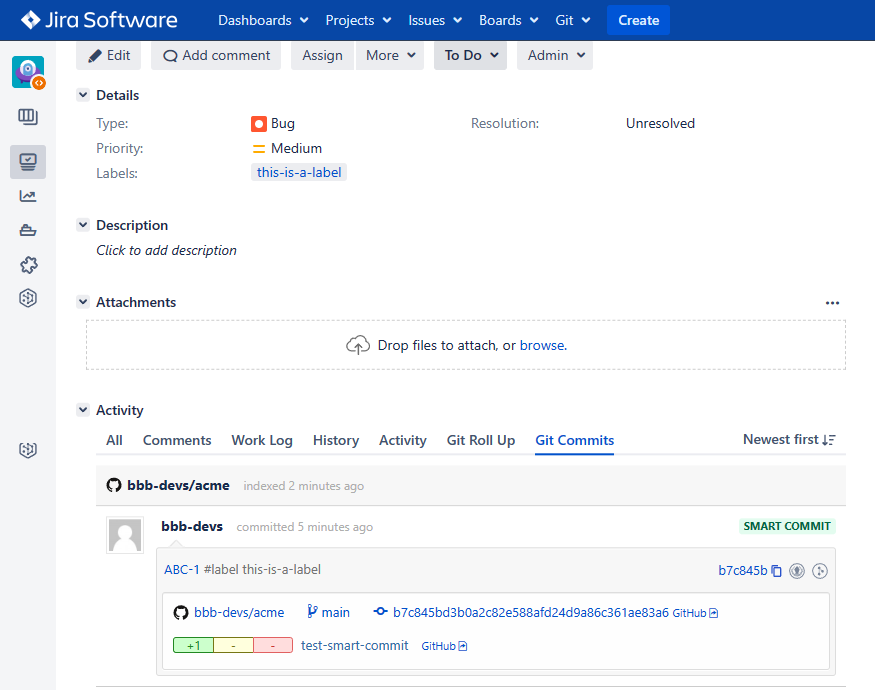 Jira Software Dashboards Projects Issues Boards Git Create
Edit Add comment Assign More To Do Admin
Details
Type: Bug Resolution: Unresolved
Priority: Medium
Labels: this-is-a-label
Description
Click to add description
Attachments
Drop files to attach, or browse.
Activity
All Comments Work Log History Activity Git Roll Up Git Commits Newest first
bbb-devs/acme indexed 2 minutes ago
bbb-devs committed 5 minutes ago SMART COMMIT
ABC-1 #label this-is-a-label b7c845b
bbb-devs/acme main b7c845bd3b0a2c82e588afd24d9a86c361ae83a6 GitHub
+1 - - test-smart-commit GitHub